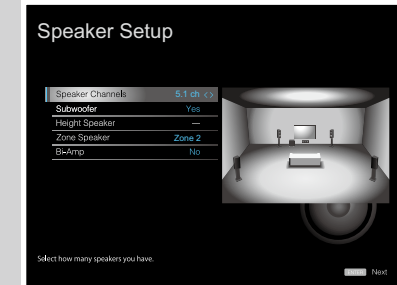 Speaker Setup
Speaker Channels 5.1 ch < >
Subwoofer Yes
Height Speaker ---
Zone Speaker Zone 2
Bi-Amp No
Select how many speakers you have.
ENTER Next